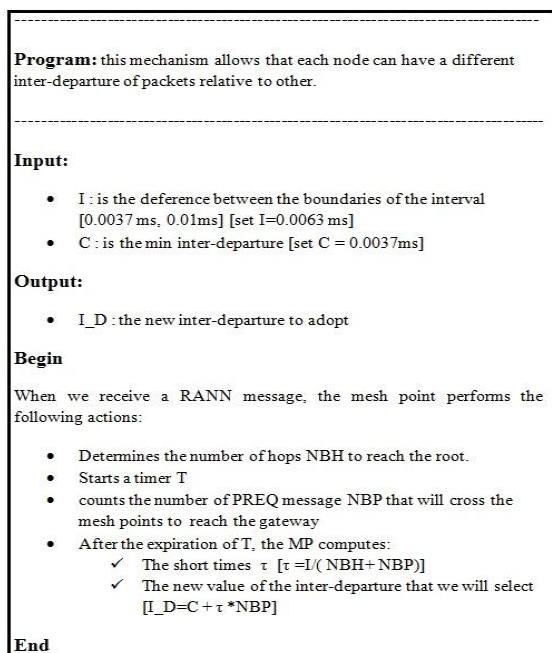 Program: this mechanism allows that each node can have a different
inter-departure of packets relative to other.
Input:
• I : is the deference between the boundaries of the interval
[0.0037 ms, 0.01ms] [set I=0.0063 ms]
• C : is the min inter-departure [set C = 0.0037ms]
Output:
• I_D : the new inter-departure to adopt
Begin
When we receive a RANN message, the mesh point performs the
following actions:
• Determines the number of hops NBH to reach the root.
• Starts a timer T
• counts the number of PREQ message NBP that will cross the
mesh points to reach the gateway
• After the expiration of T, the MP computes:
✓ The short times τ [τ =I/( NBH+ NBP)]
✓ The new value of the inter-departure that we will select
[I_D=C + τ *NBP]
End